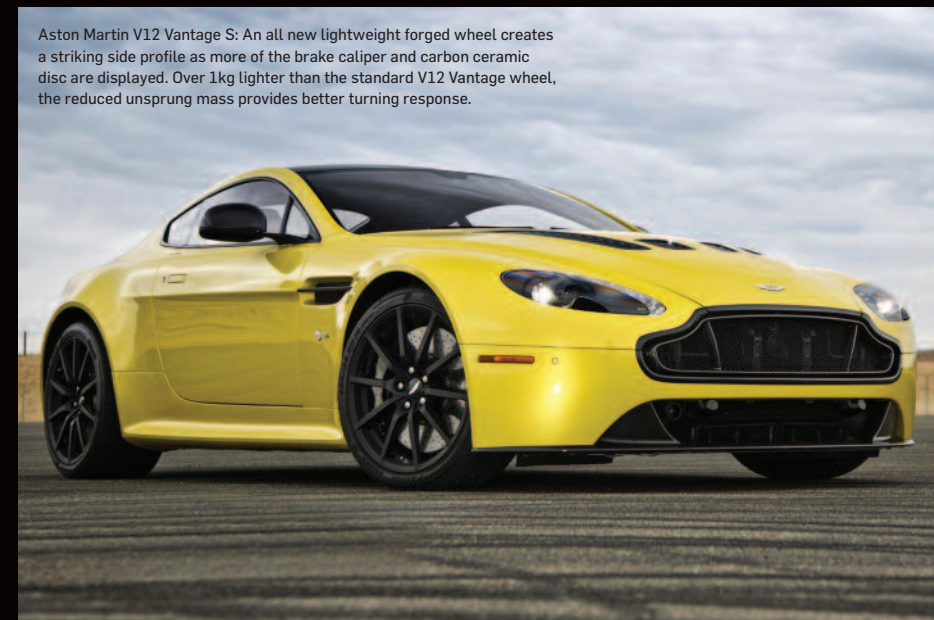 Aston Martin V12 Vantage S: An all new lightweight forged wheel creates
a striking side profile as more of the brake caliper and carbon ceramic
disc are displayed. Over 1kg lighter than the standard V12 Vantage wheel,
the reduced unsprung mass provides better turning response.